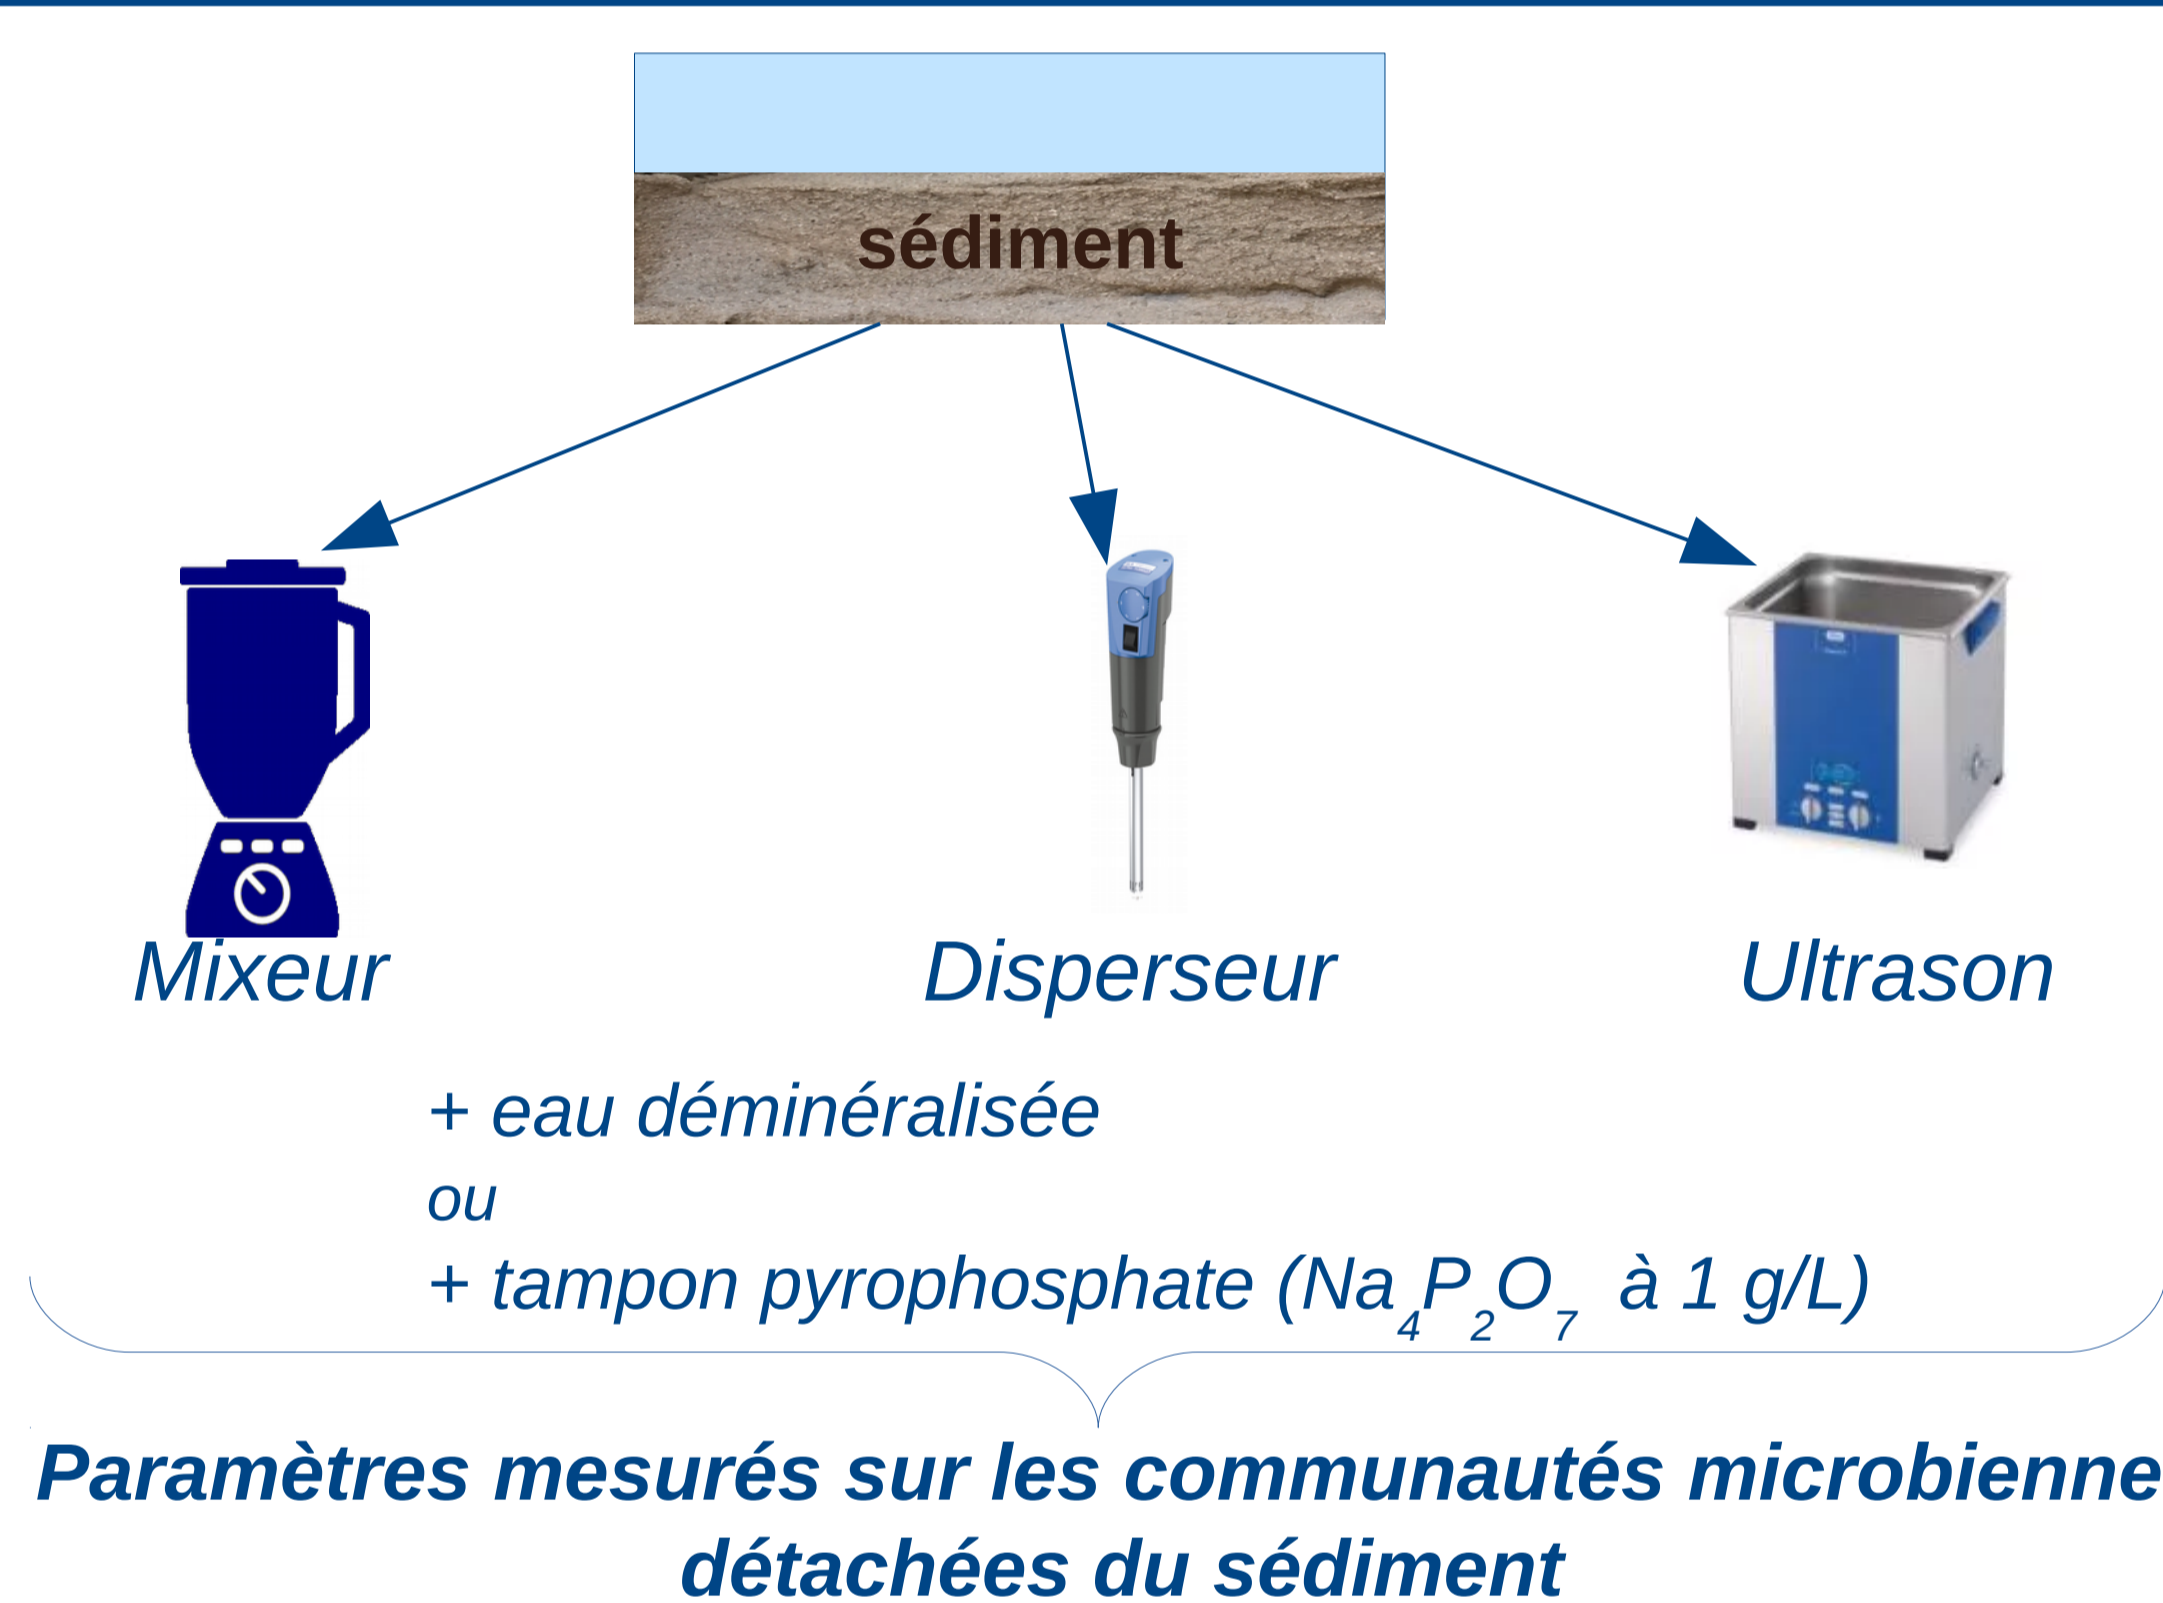 sédiment
Mixeur
Disperseur
Ultrason
+ eau déminéralisée
ou
+ tampon pyrophosphate (Na4P2O7 à 1 g/L)
Paramètres mesurés sur les communautés microbienne
détachées du sédiment